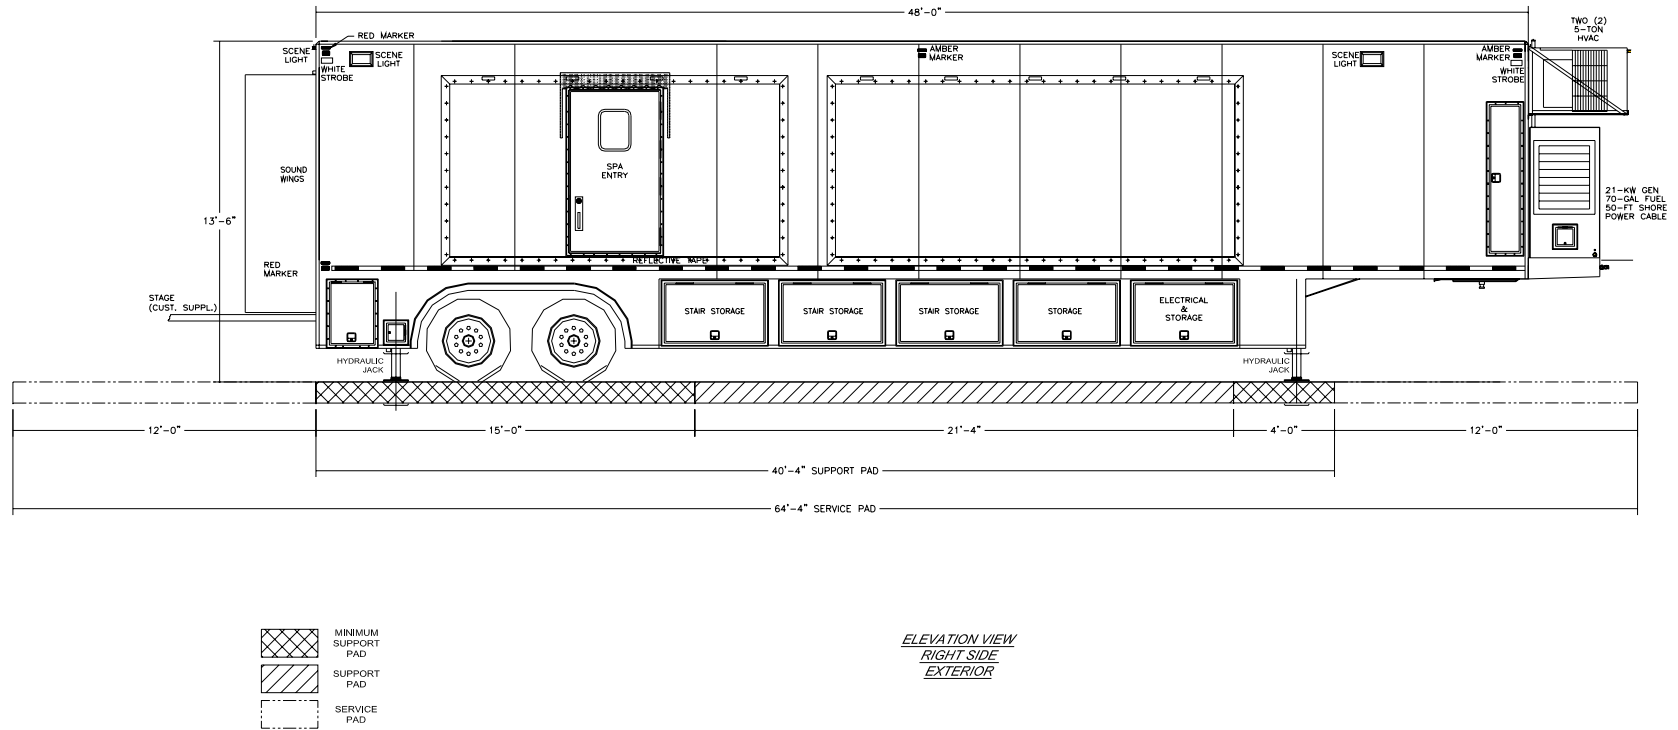 48'-0"
TWO (2)
5-TON
HVAC
RED MARKER
SCENE
LIGHT
SCENE
LIGHT
WHITE
STROBE
AMBER
MARKER
SCENE
LIGHT
AMBER
MARKER
WHITE
STROBE
SPA
ENTRY
SOUND
WINGS
13'-6"
21-KW GEN
70-GAL FUEL
50-FT SHORE
POWER CABLE
RED
MARKER
REFLECTIVE TAPE
STAGE
(CUST. SUPPL.)
STAIR STORAGE
STAIR STORAGE
STAIR STORAGE
STORAGE
ELECTRICAL
&
STORAGE
HYDRAULIC
JACK
HYDRAULIC
JACK
12'-0"
15'-0"
21'-4"
4'-0"
12'-0"
40'-4" SUPPORT PAD
64'-4" SERVICE PAD
MINIMUM
SUPPORT
PAD
SUPPORT
PAD
SERVICE
PAD
ELEVATION VIEW
RIGHT SIDE
EXTERIOR